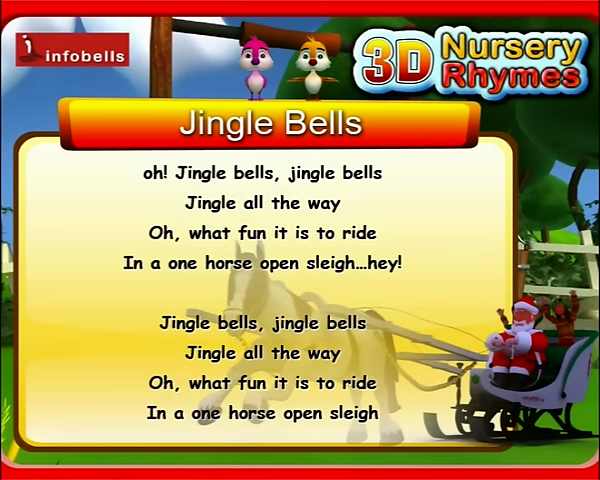 infobells
3D Nursery
Rhymes
Jingle Bells
oh! Jingle bells, jingle bells
Jingle all the way
Oh, what fun it is to ride
In a one horse open sleigh...hey!
Jingle bells, jingle bells
Jingle all the way
Oh, what fun it is to ride
In a one horse open sleigh